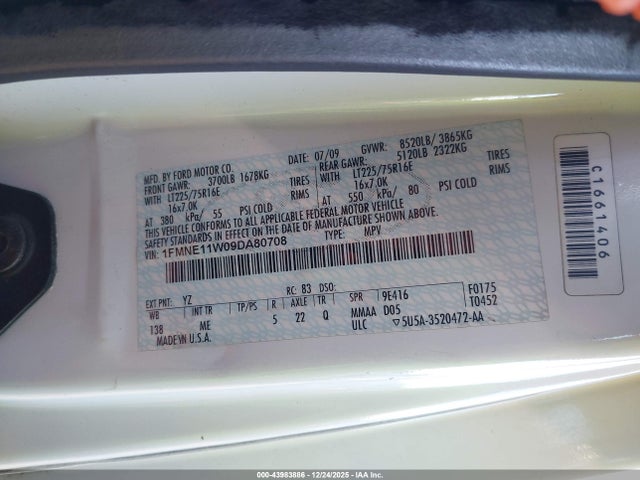 MFD. BY FORD MOTOR CO.
DATE: 07/09 GVWR: 8520LB/ 3865KG
FRONT GAWR: 3700LB 1678KG
REAR GAWR: 5120LB 2322KG
WITH LT225/75R16E TIRES
WITH LT225/75R16E TIRES
16x7.0K RIMS
16x7.0K RIMS
AT 380 kPa/ 55 PSI COLD
AT 550 kPa/ 80 PSI COLD
THIS VEHICLE CONFORMS TO ALL APPLICABLE FEDERAL MOTOR VEHICLE
SAFETY STANDARDS IN EFFECT ON THE DATE OF MANUFACTURE SHOWN ABOVE
VIN: 1FMNE11W09DA80708
TYPE: MPV
EXT PNT: YZ RC: 83 DSO: F0175
WB INT TR TP/PS R AXLE TR SPR 9E416 T0452
138 ME 5 22 Q MMAA D05
MADE IN U.S.A. ULC ▽5U5A-3520472-AA
C1661406
000-43983886 - 12/24/2025 - IAA Inc.